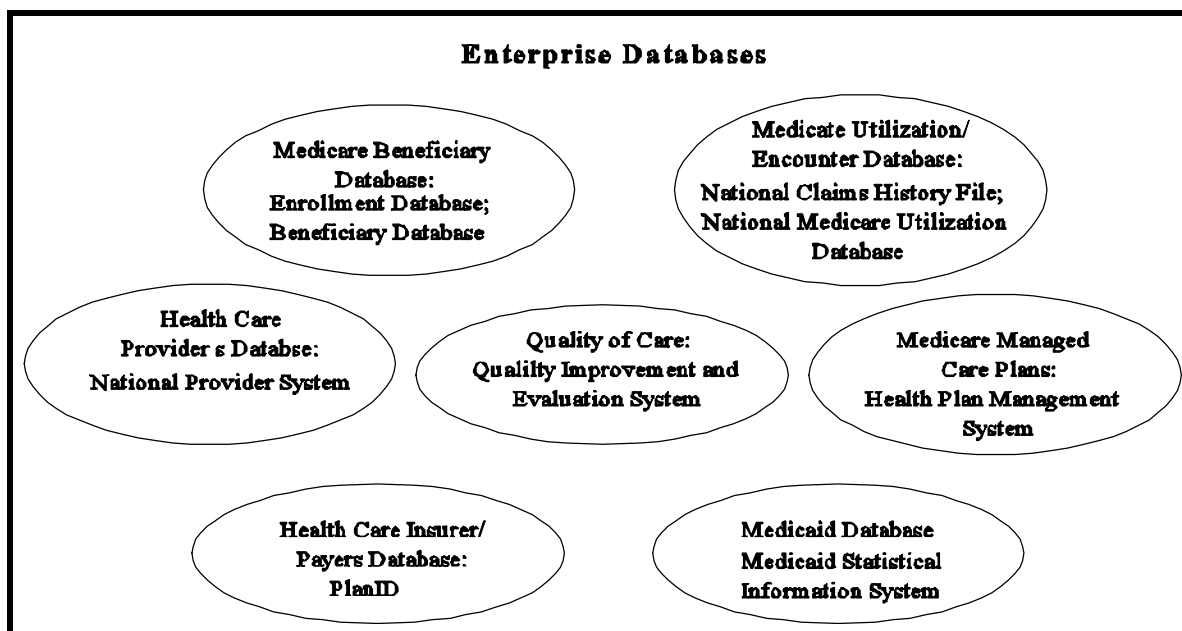 Enterprise Databases
Medicare Beneficiary
Database:
Enrollment Database;
Beneficiary Database
Medicate Utilization/
Encounter Database:
National Claims History File;
National Medicare Utilization
Database
Health Care
Provider s Databse:
National Provider System
Quality of Care:
Qualilty Improvement and
Evaluation System
Medicare Managed
Care Plans:
Health Plan Management
System
Health Care Insurer/
Payers Database:
PlanID
Medicaid Database
Medicaid Statistical
Information System